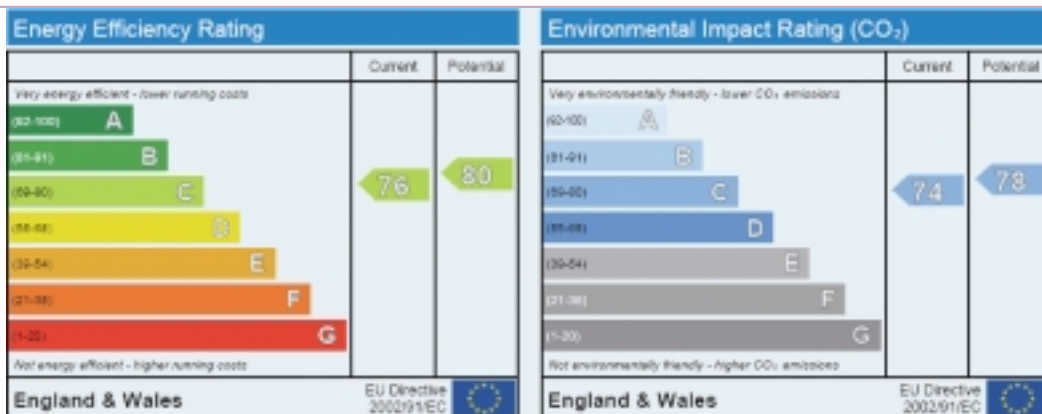 Energy Efficiency Rating
Current Potential
Very energy efficient - lower running costs
(92-100) A
(81-91) B
(69-80) C
(55-68) D
(39-54) E
(21-38) F
(1-20) G
76
80
Not energy efficient - higher running costs
England & Wales
EU Directive
2002/91/EC
Environmental Impact Rating (CO₂)
Current Potential
Very environmentally friendly - lower CO₂ emissions
(92-100) A
(81-91) B
(69-80) C
(55-68) D
(39-54) E
(21-38) F
(1-20) G
74
78
Not environmentally friendly - higher CO₂ emissions
England & Wales
EU Directive
2002/91/EC